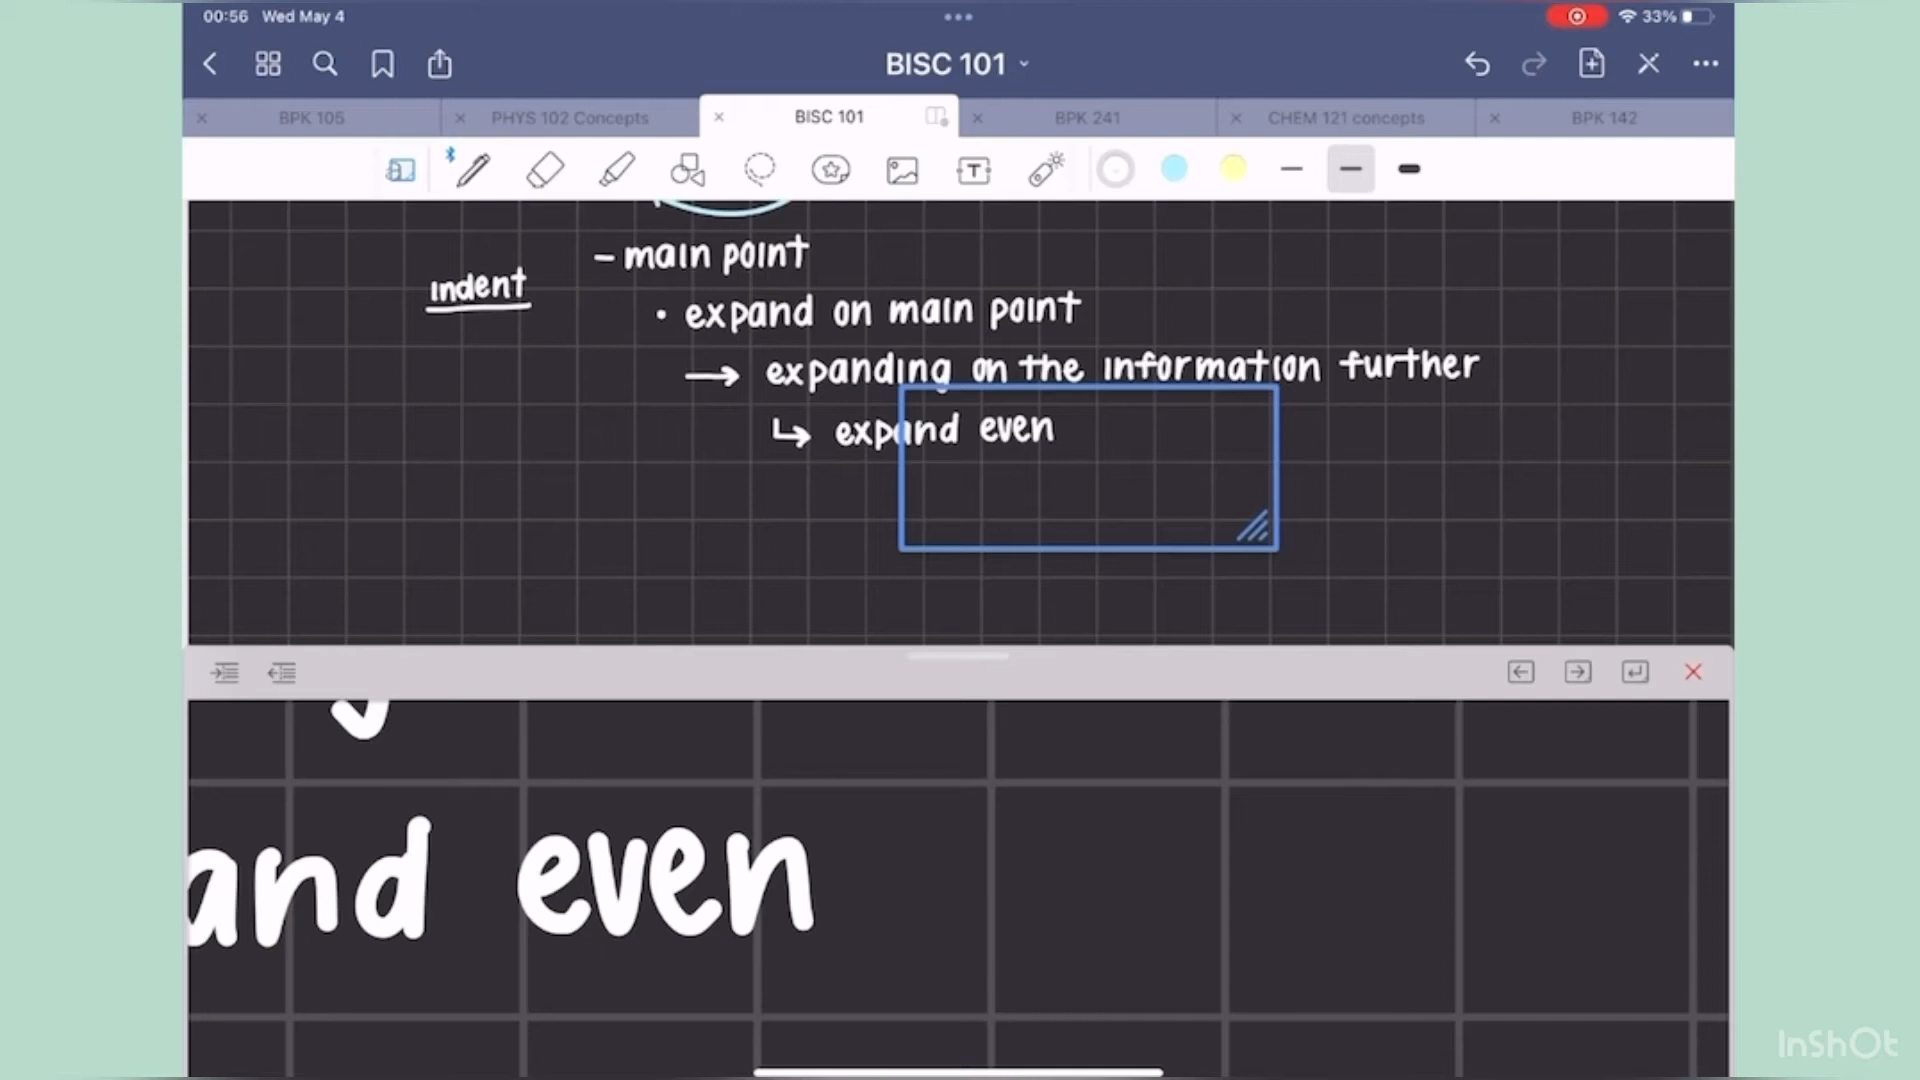 00:56 Wed May 4
33%
BISC 101
BPK 105
PHYS 102 Concepts
BISC 101
BPK 241
CHEM 121 concepts
BPK 142
T
- main point
indent
· expand on main point
→ expanding on the information further
↳ expand even
and even
InShOt